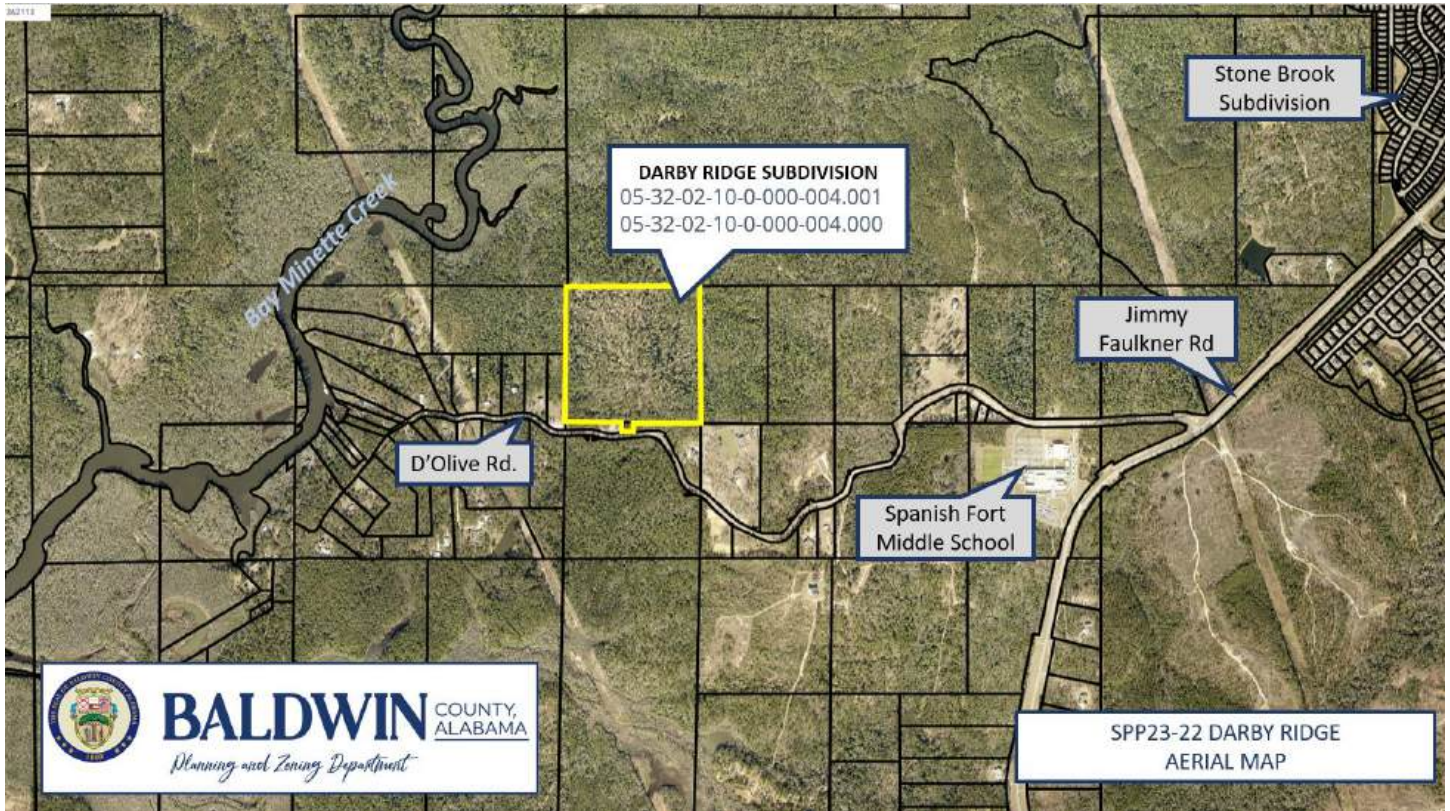 362113
Stone Brook
Subdivision
DARBY RIDGE SUBDIVISION
05-32-02-10-0-000-004.001
05-32-02-10-0-000-004.000
Bay Minette Creek
Jimmy
Faulkner Rd
D'Olive Rd.
Spanish Fort
Middle School
BALDWIN COUNTY, ALABAMA
Planning and Zoning Department
SPP23-22 DARBY RIDGE
AERIAL MAP